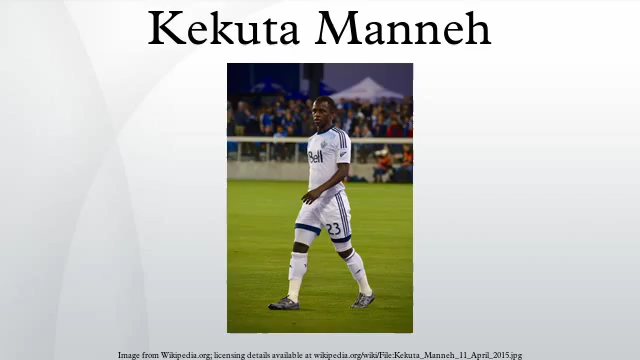 Kekuta Manneh
Bell
23
Image from Wikipedia.org; licensing details available at wikipedia.org/wiki/File:Kekuta_Manneh_11_April_2015.jpg